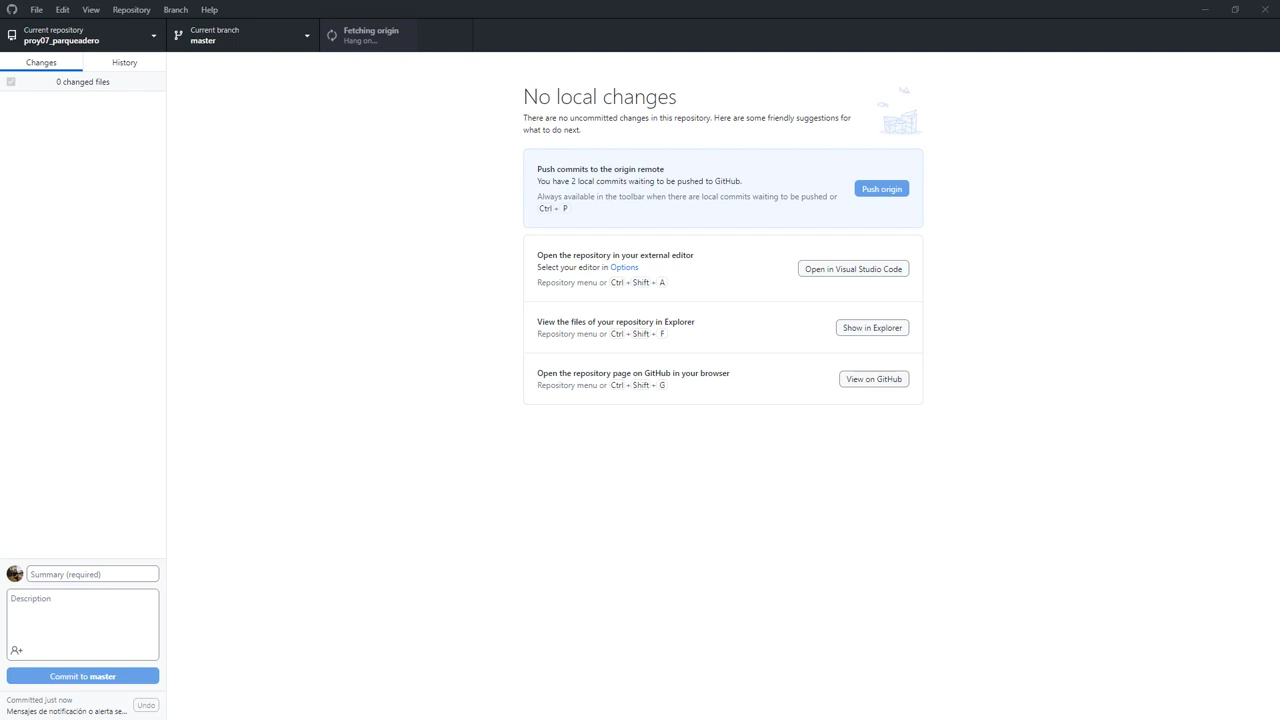 File Edit View Repository Branch Help
Current repository
proy07_parqueadero
Current branch
master
Fetching origin
Hang on...
Changes History
0 changed files
No local changes
There are no uncommitted changes in this repository. Here are some friendly suggestions for
what to do next.
Push commits to the origin remote
You have 2 local commits waiting to be pushed to GitHub.
Always available in the toolbar when there are local commits waiting to be pushed or
Ctrl + P
Push origin
Open the repository in your external editor
Select your editor in Options
Repository menu or Ctrl + Shift + A
Open in Visual Studio Code
View the files of your repository in Explorer
Repository menu or Ctrl + Shift + F
Show in Explorer
Open the repository page on GitHub in your browser
Repository menu or Ctrl + Shift + G
View on GitHub
Summary (required)
Description
Commit to master
Committed just now
Mensajes de notificación o alerta se...
Undo